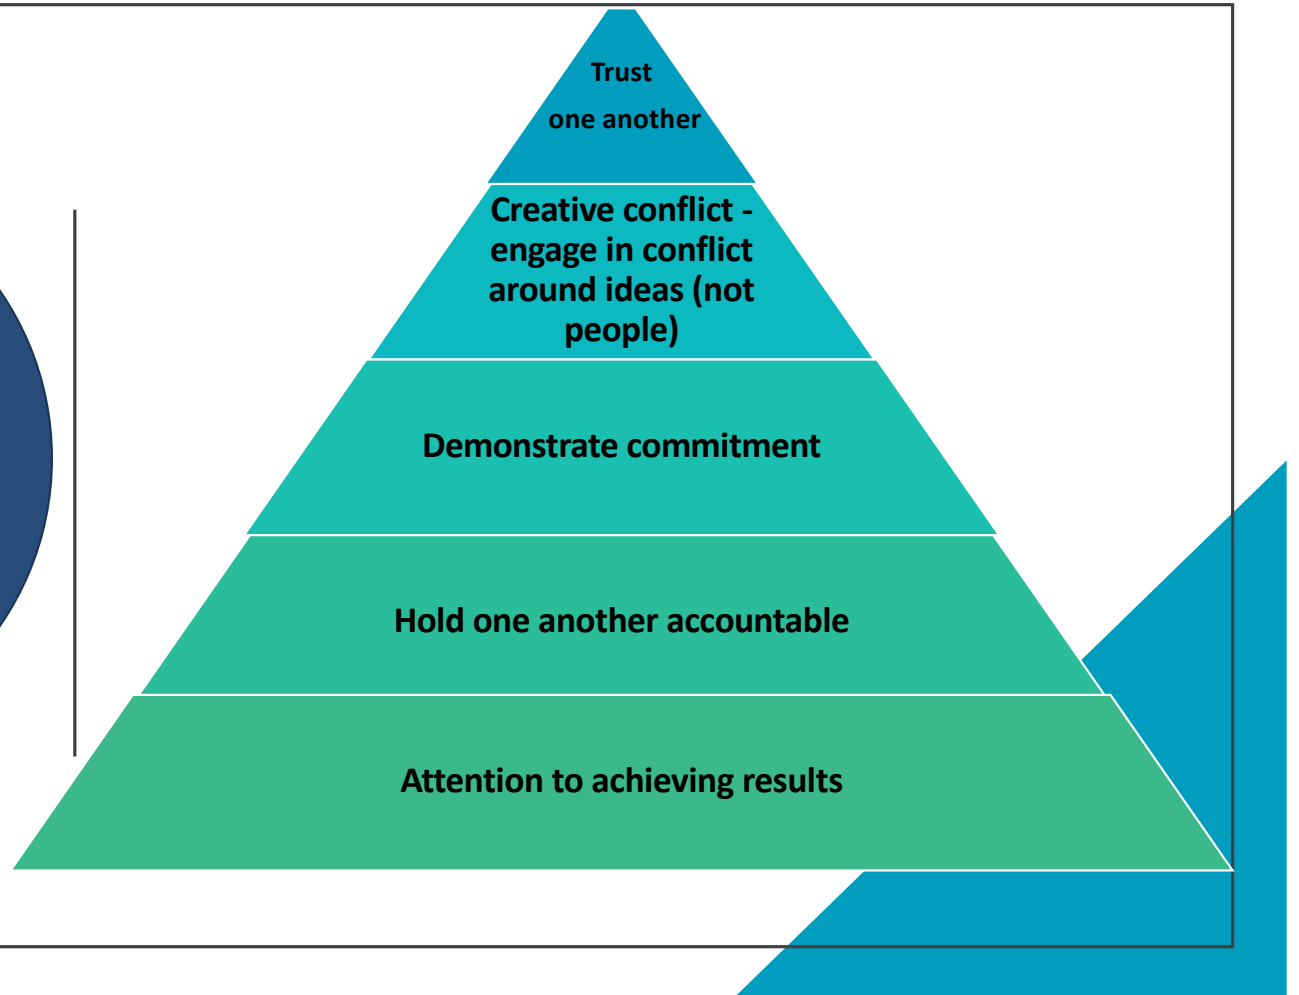 Trust
one another
Creative conflict -
engage in conflict
around ideas (not
people)
Demonstrate commitment
Hold one another accountable
Attention to achieving results